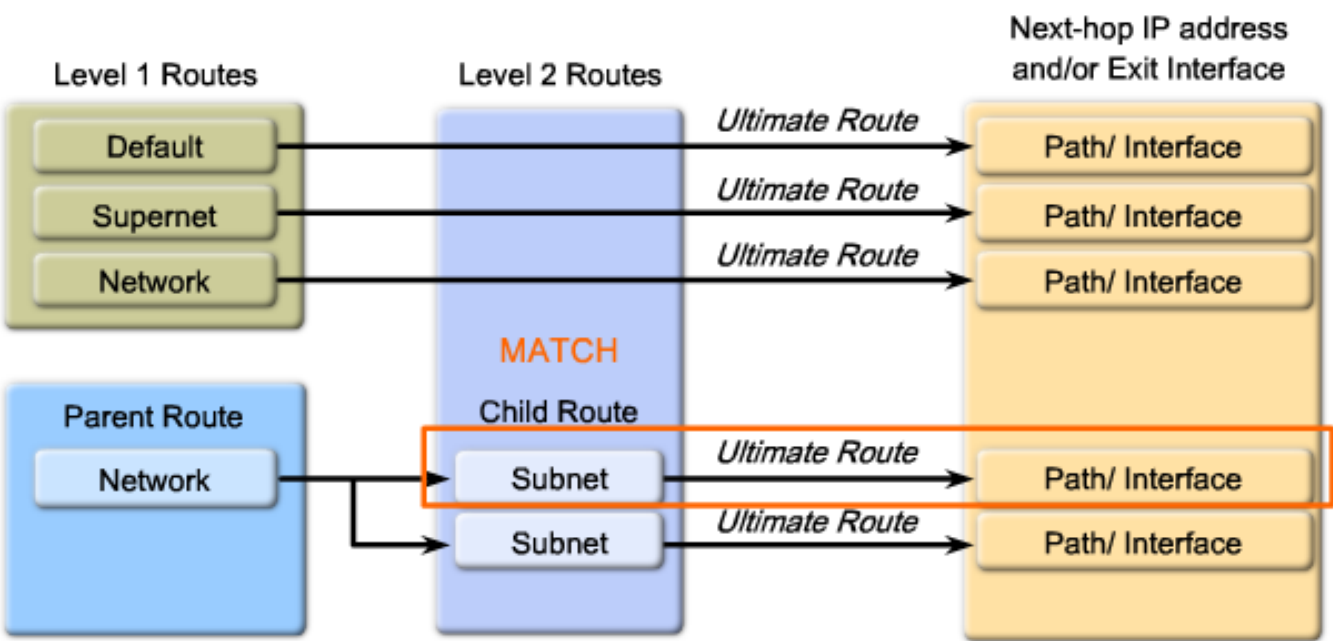 Next-hop IP address
and/or Exit Interface
Level 1 Routes
Level 2 Routes
Default
Ultimate Route
Path/ Interface
Supernet
Ultimate Route
Path/ Interface
Network
Ultimate Route
Path/ Interface
MATCH
Parent Route
Child Route
Network
Subnet
Ultimate Route
Path/ Interface
Subnet
Ultimate Route
Path/ Interface